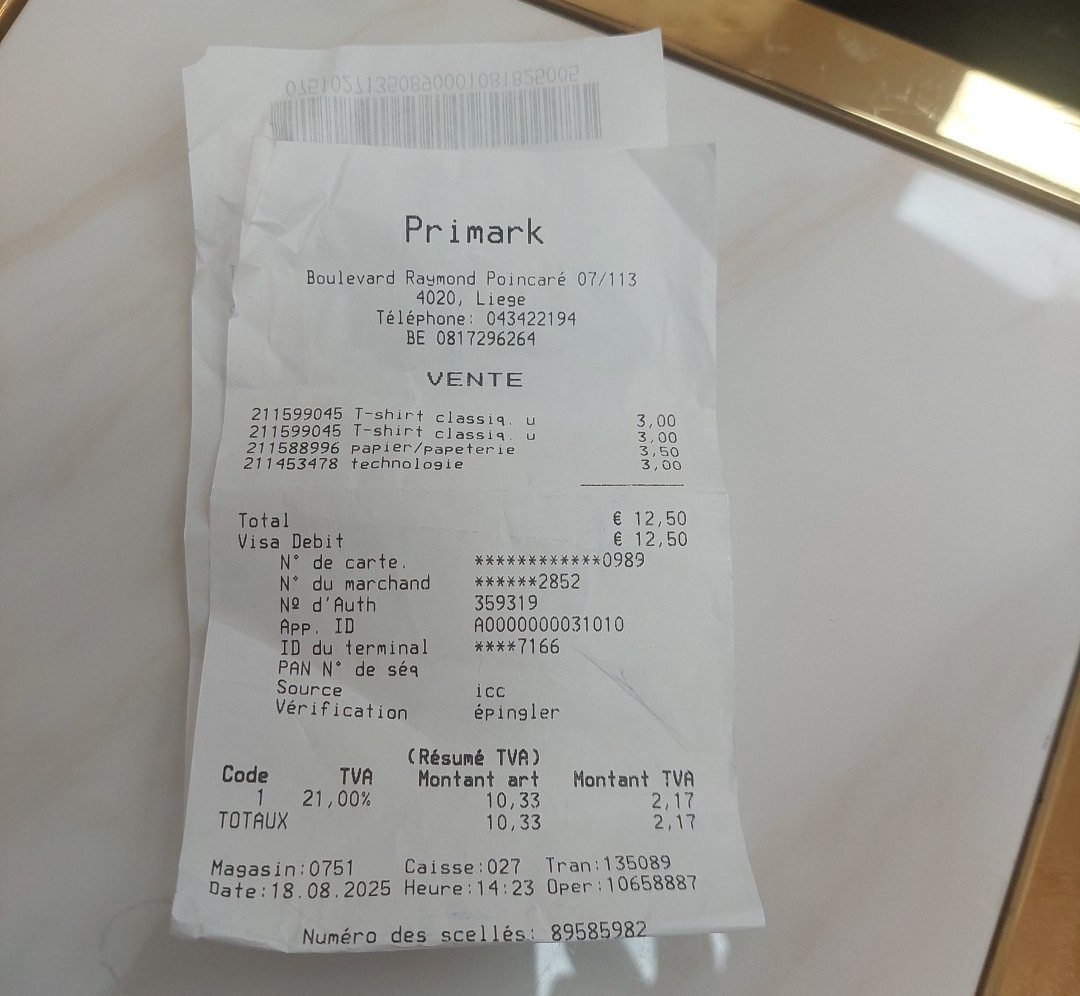 07510271350890001081825005
Primark
Boulevard Raymond Poincaré 07/113
4020, Liege
Téléphone: 043422194
BE 0817296264
VENTE
211599045 T-shirt classiq. u 3,00
211599045 T-shirt classiq. u 3,00
211588996 papier/papeterie 3,50
211453478 technologie 3,00
Total € 12,50
Visa Debit € 12,50
N° de carte. ************0989
N° du marchand ******2852
Nº d'Auth 359319
App. ID A0000000031010
ID du terminal ****7166
PAN N° de séq
Source icc
Vérification épingler
(Résumé TVA)
Code TVA Montant art Montant TVA
1 21,00% 10,33 2,17
TOTAUX 10,33 2,17
Magasin:0751 Caisse:027 Tran:135089
Date:18.08.2025 Heure:14:23 Oper:10658887
Numéro des scellés: 89585982